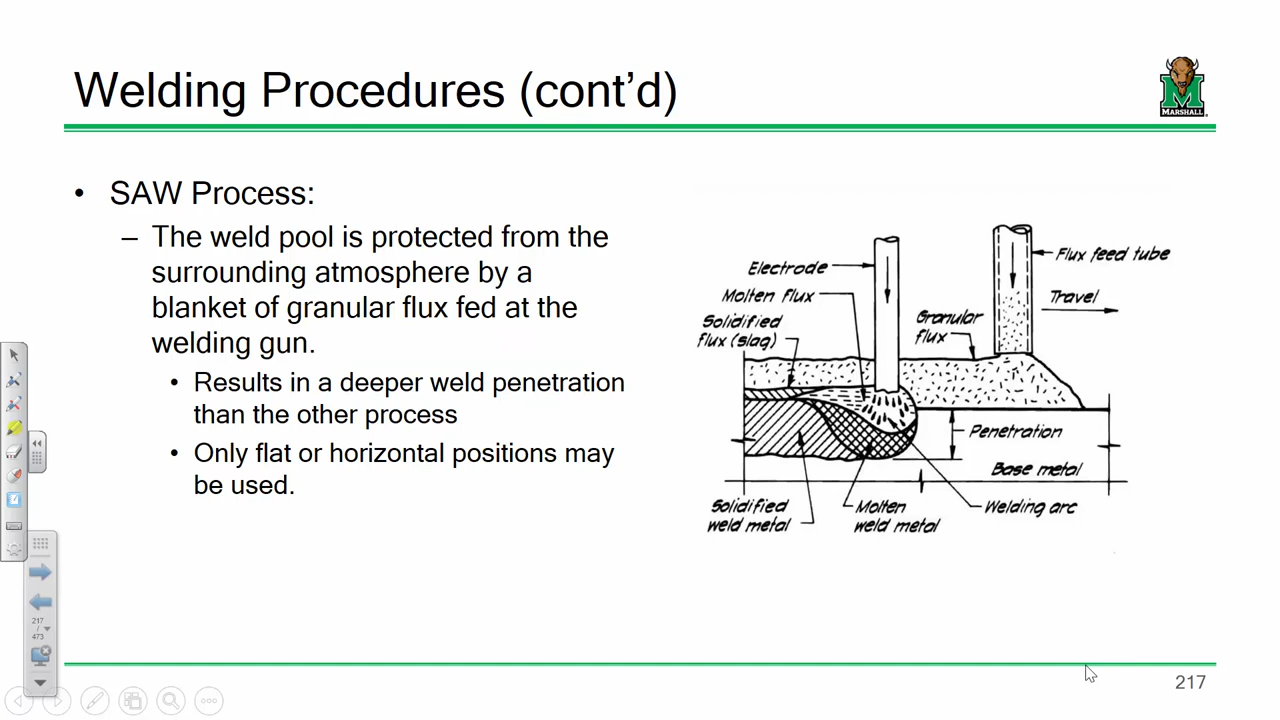 Welding Procedures (cont’d)
MARSHALL
• SAW Process:
– The weld pool is protected from the
surrounding atmosphere by a
blanket of granular flux fed at the
welding gun.
• Results in a deeper weld penetration
than the other process
• Only flat or horizontal positions may
be used.
Electrode
Molten flux
Solidified
flux (slag)
Granular
flux
Flux feed tube
Travel
Penetration
Base metal
Solidified
weld metal
Molten
weld metal
Welding arc
217
/
473
217